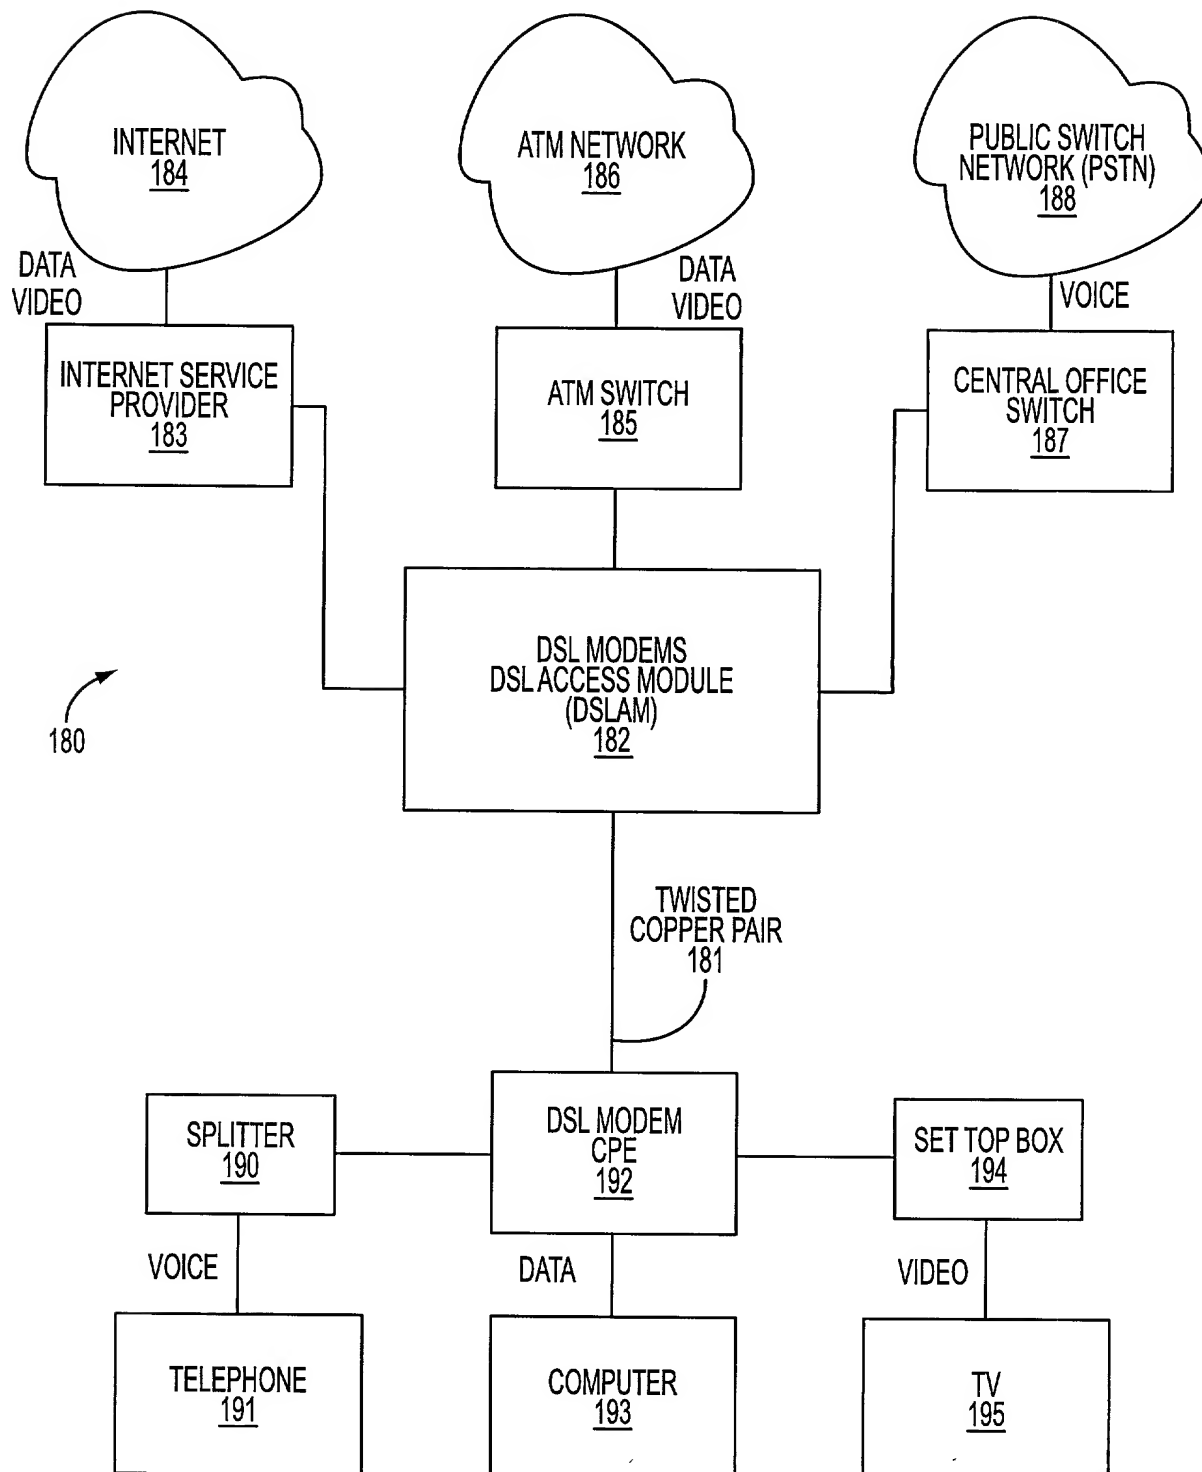 INTERNET
184
ATM NETWORK
186
PUBLIC SWITCH
NETWORK (PSTN)
188
DATA
VIDEO
DATA
VIDEO
VOICE
INTERNET SERVICE
PROVIDER
183
ATM SWITCH
185
CENTRAL OFFICE
SWITCH
187
DSL MODEMS
DSL ACCESS MODULE
(DSLAM)
182
180
TWISTED
COPPER PAIR
181
SPLITTER
190
DSL MODEM
CPE
192
SET TOP BOX
194
VOICE
DATA
VIDEO
TELEPHONE
191
COMPUTER
193
TV
195